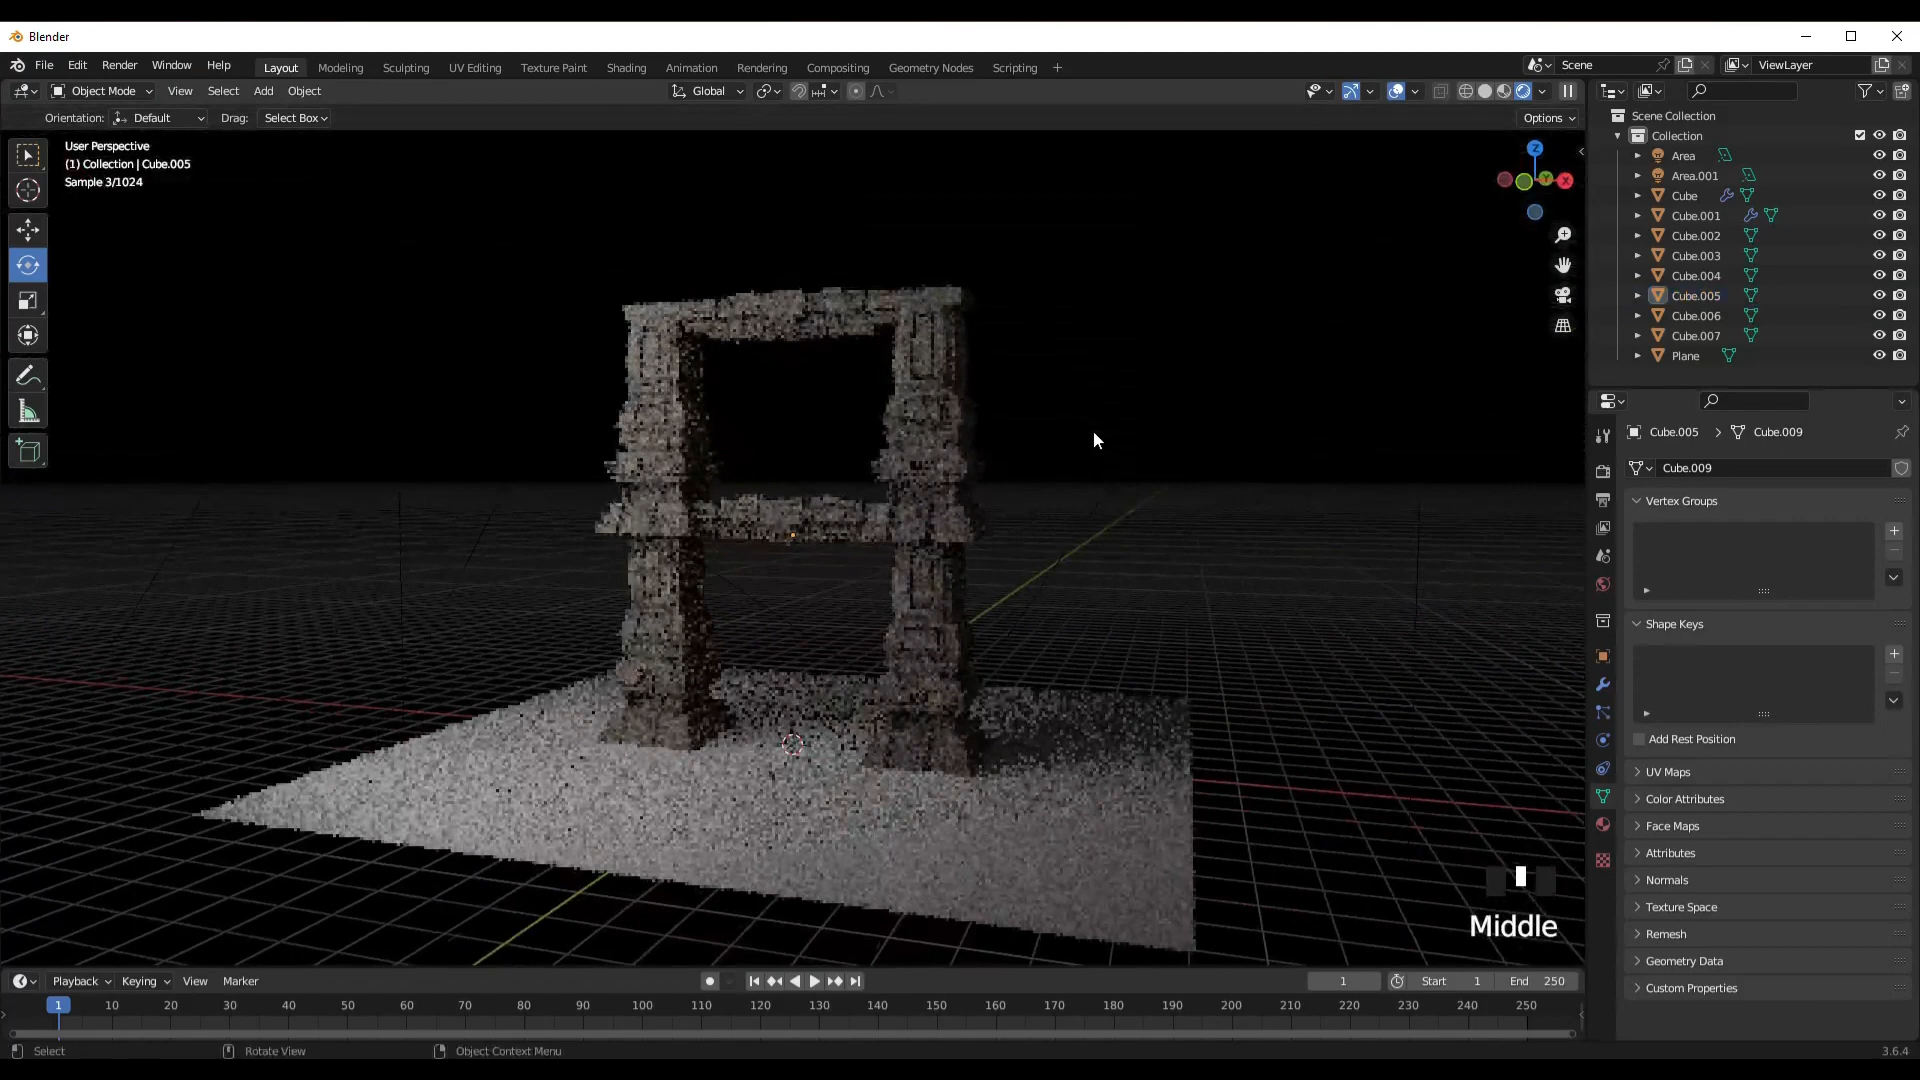 Blender
File Edit Render Window Help Layout Modeling Sculpting UV Editing Texture Paint Shading Animation Rendering Compositing Geometry Nodes Scripting + Scene ViewLayer
Object Mode View Select Add Object Global
Orientation: Default Drag: Select Box Options
User Perspective
(1) Collection | Cube.005
Sample 3/1024
Z
Y
X
Scene Collection
Collection
Area
Area.001
Cube
Cube.001
Cube.002
Cube.003
Cube.004
Cube.005
Cube.006
Cube.007
Plane
Cube.005 > Cube.009
Cube.009
Vertex Groups
Shape Keys
Add Rest Position
UV Maps
Color Attributes
Face Maps
Attributes
Normals
Texture Space
Remesh
Geometry Data
Custom Properties
Middle
Playback Keying View Marker 1 Start 1 End 250
1 10 20 30 40 50 60 70 80 90 100 110 120 130 140 150 160 170 180 190 200 210 220 230 240 250
Select Rotate View Object Context Menu 3.6.4